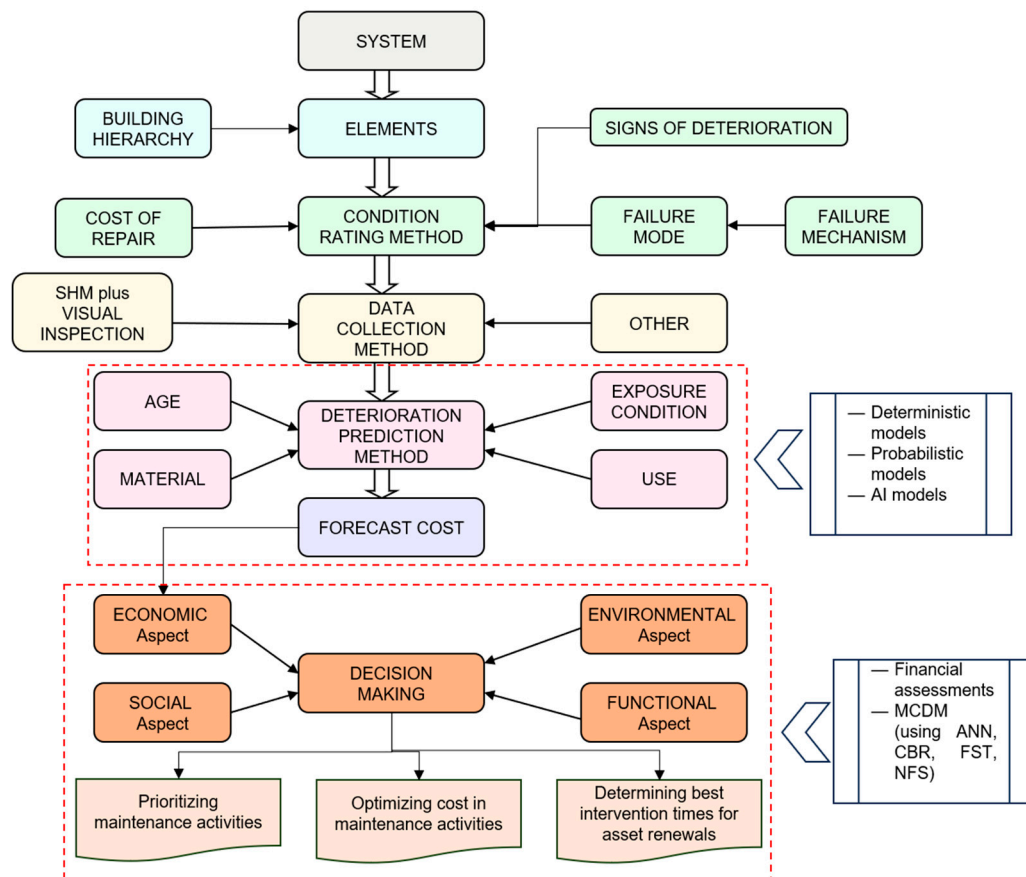 SYSTEM
BUILDING
HIERARCHY
ELEMENTS
SIGNS OF DETERIORATION
COST OF
REPAIR
CONDITION
RATING METHOD
FAILURE
MODE
FAILURE
MECHANISM
SHM plus
VISUAL
INSPECTION
DATA
COLLECTION
METHOD
OTHER
AGE
EXPOSURE
CONDITION
DETERIORATION
PREDICTION
METHOD
MATERIAL
USE
FORECAST COST
— Deterministic
models
— Probabilistic
models
— AI models
ECONOMIC
Aspect
ENVIRONMENTAL
Aspect
DECISION
MAKING
SOCIAL
Aspect
FUNCTIONAL
Aspect
— Financial
assessments
— MCDM
(using ANN,
CBR, FST,
NFS)
Prioritizing
maintenance activities
Optimizing cost in
maintenance activities
Determining best
intervention times for
asset renewals